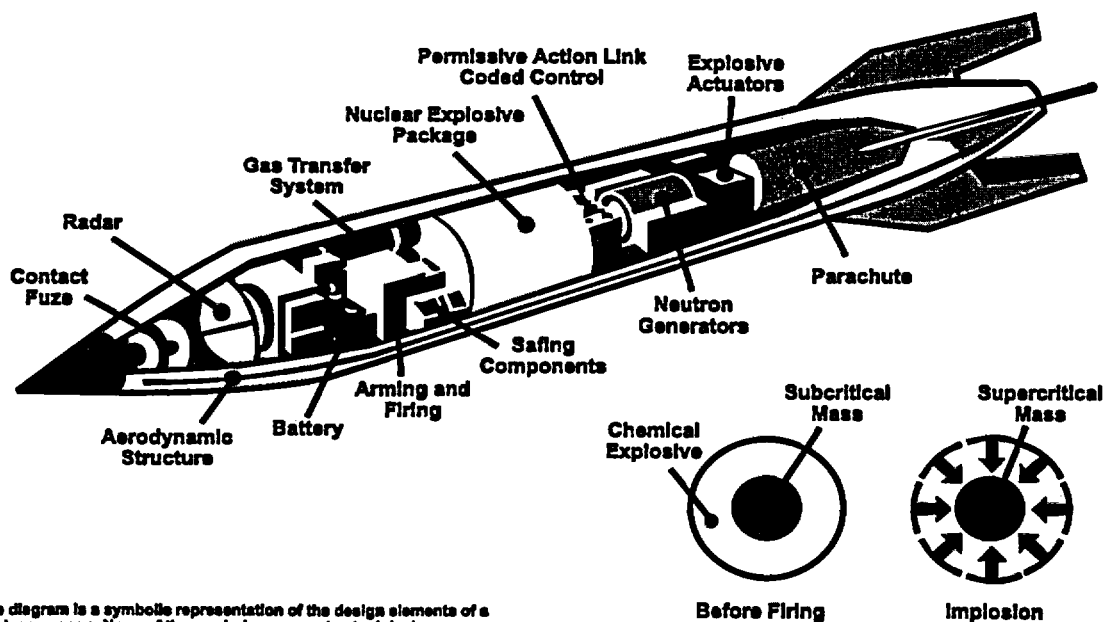 Permissive Action Link
Coded Control
Explosive
Actuators
Nuclear Explosive
Package
Gas Transfer
System
Radar
Contact
Fuze
Parachute
Neutron
Generators
Safing
Components
Arming and
Firing
Battery
Aerodynamic
Structure
Subcritical
Mass
Supercritical
Mass
Chemical
Explosive
Before Firing
Implosion
diagram is a symbolic representation of the design elements of a